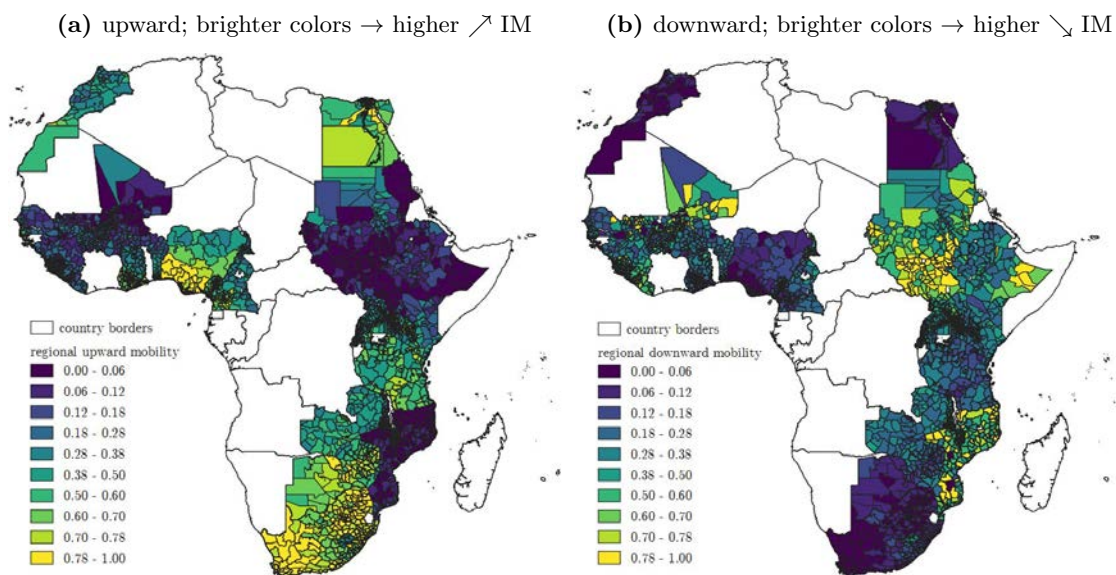 (a) upward; brighter colors → higher ↗ IM
country borders
regional upward mobility
0.00 - 0.06
0.06 - 0.12
0.12 - 0.18
0.18 - 0.28
0.28 - 0.38
0.38 - 0.50
0.50 - 0.60
0.60 - 0.70
0.70 - 0.78
0.78 - 1.00
(b) downward; brighter colors → higher ↘ IM
country borders
regional downward mobility
0.00 - 0.06
0.06 - 0.12
0.12 - 0.18
0.18 - 0.28
0.28 - 0.38
0.38 - 0.50
0.50 - 0.60
0.60 - 0.70
0.70 - 0.78
0.78 - 1.00